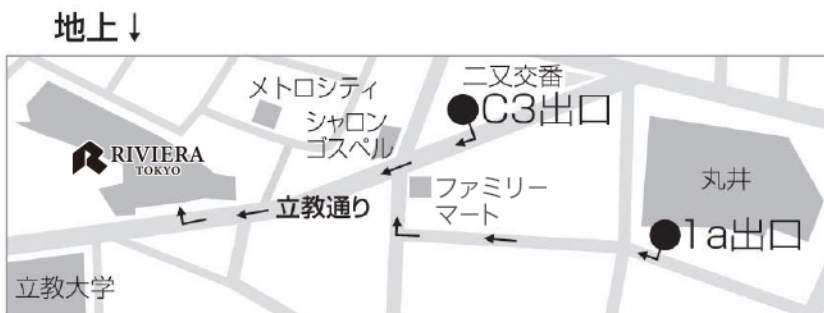 地上↓
二又交番
メトロシティ
C3出口
シャロン
ゴスペル
RIVIERA
TOKYO
丸井
ファミリー
マート
立教通り
1a出口
立教大学